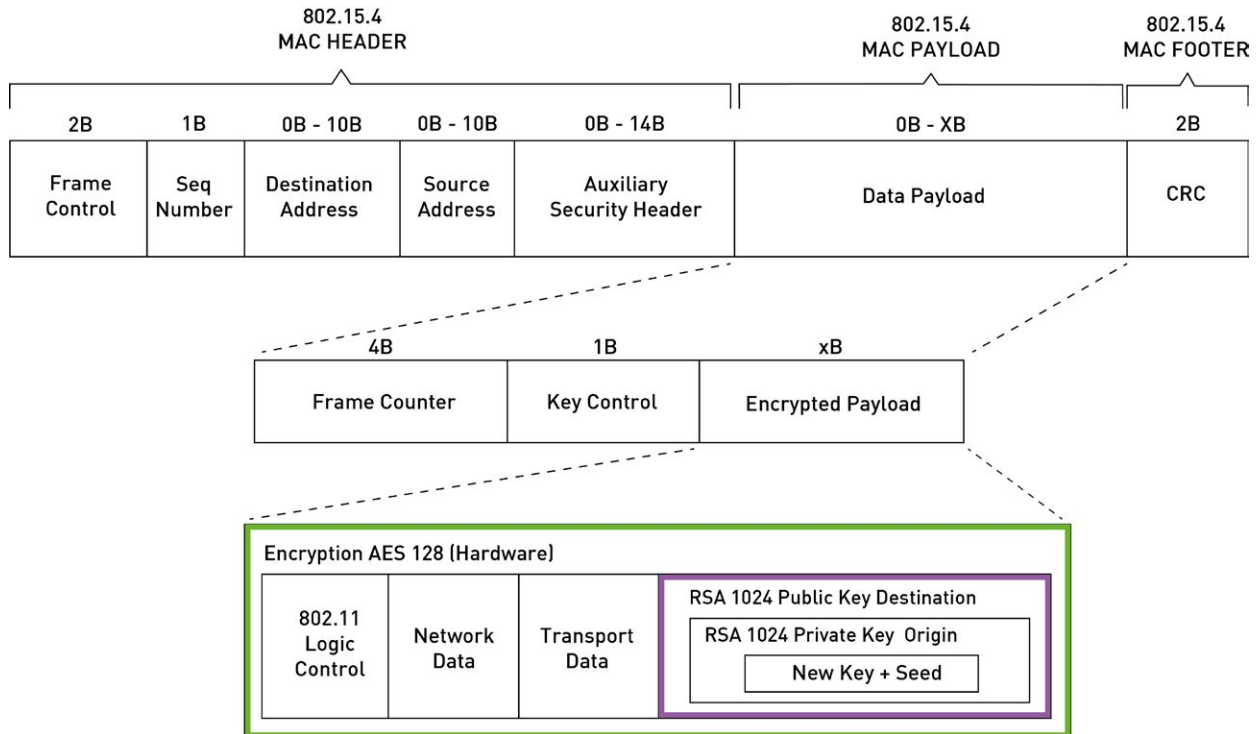 802.15.4
MAC HEADER
802.15.4
MAC PAYLOAD
802.15.4
MAC FOOTER
2B
1B
0B - 10B
0B - 10B
0B - 14B
0B - XB
2B
Frame
Control
Seq
Number
Destination
Address
Source
Address
Auxiliary
Security Header
Data Payload
CRC
4B
1B
xB
Frame Counter
Key Control
Encrypted Payload
Encryption AES 128 (Hardware)
802.11
Logic
Control
Network
Data
Transport
Data
RSA 1024 Public Key Destination
RSA 1024 Private Key Origin
New Key + Seed